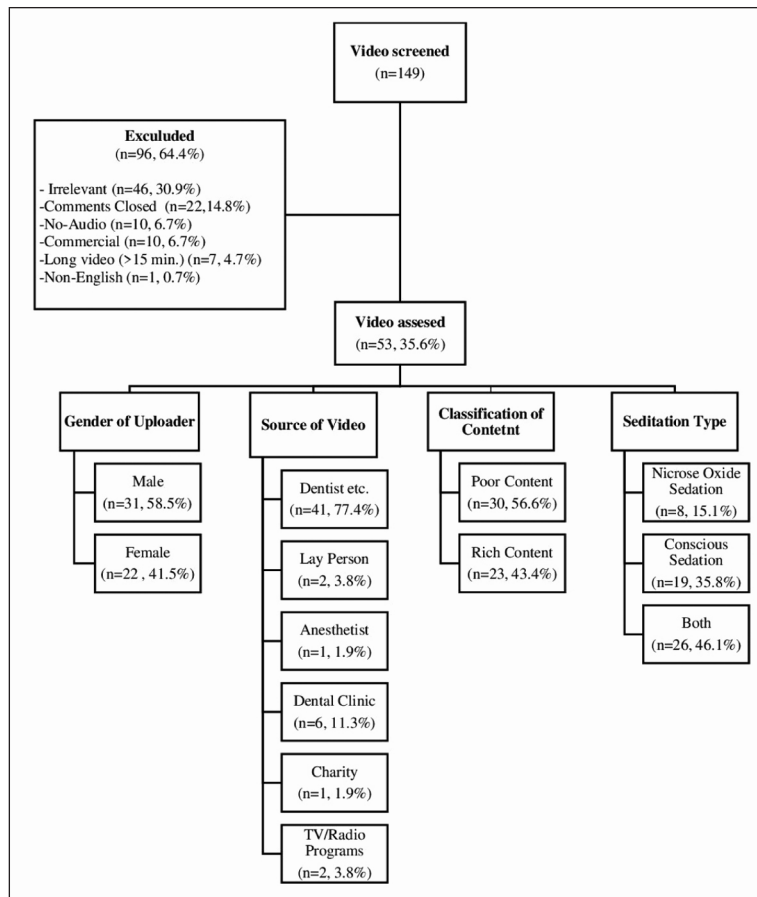 Video screened
(n=149)
Exculuded
(n=96, 64.4%)
- Irrelevant (n=46, 30.9%)
-Comments Closed (n=22,14.8%)
-No-Audio (n=10, 6.7%)
-Commercial (n=10, 6.7%)
-Long video (>15 min.) (n=7, 4.7%)
-Non-English (n=1, 0.7%)
Video assesed
(n=53, 35.6%)
Gender of Uploader
Male
(n=31, 58.5%)
Female
(n=22 , 41.5%)
Source of Video
Dentist etc.
(n=41, 77.4%)
Lay Person
(n=2, 3.8%)
Anesthetist
(n=1, 1.9%)
Dental Clinic
(n=6, 11.3%)
Charity
(n=1, 1.9%)
TV/Radio
Programs
(n=2, 3.8%)
Classification of
Contetnt
Poor Content
(n=30, 56.6%)
Rich Content
(n=23, 43.4%)
Seditation Type
Nicrose Oxide
Sedation
(n=8, 15.1%)
Conscious
Sedation
(n=19, 35.8%)
Both
(n=26, 46.1%)